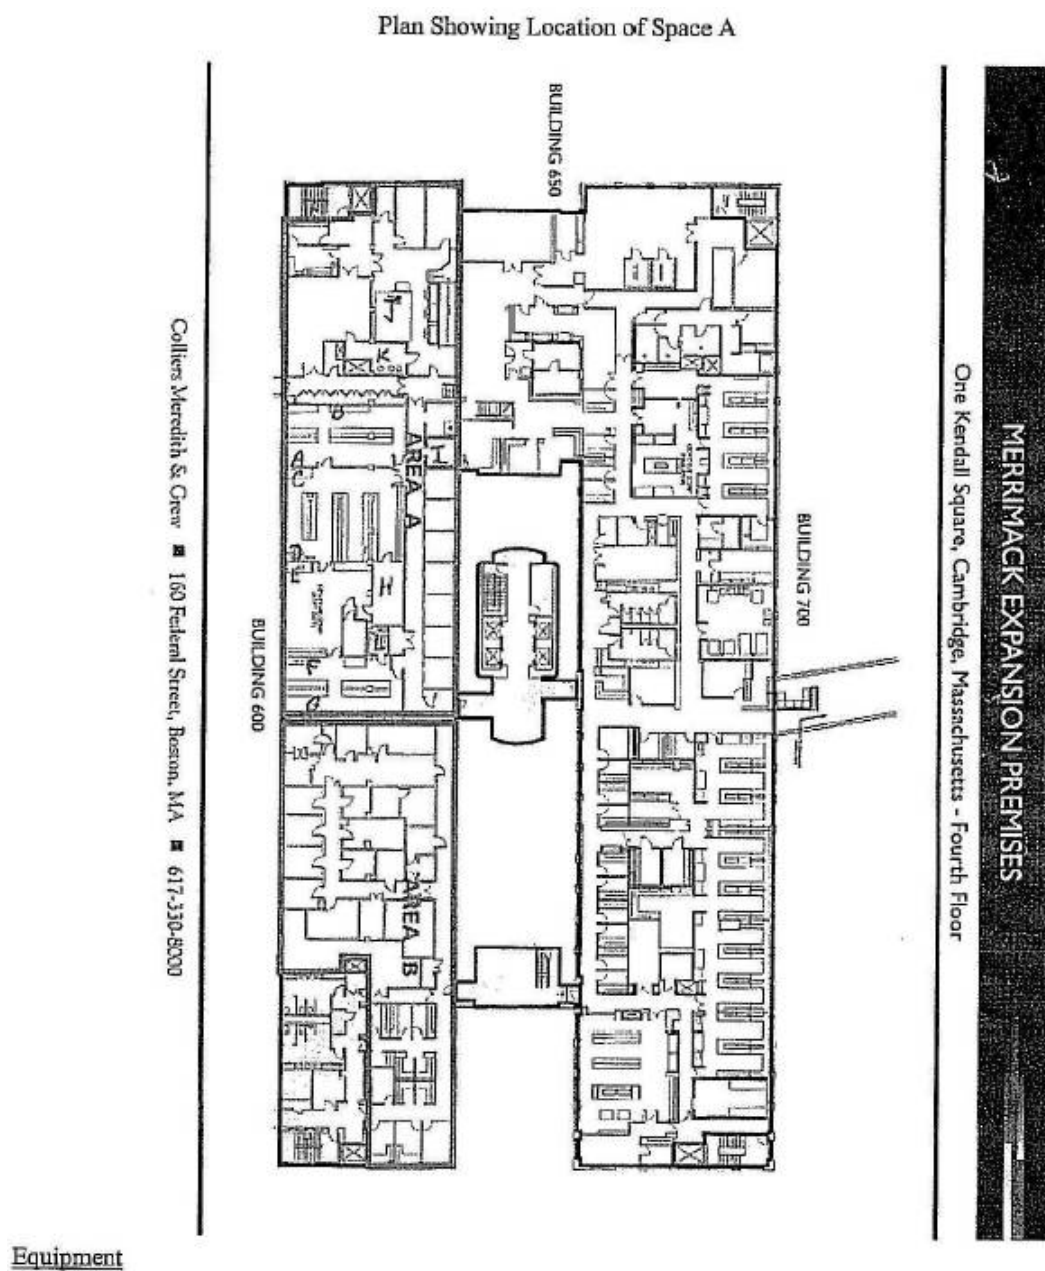 Plan Showing Location of Space A
MERRIMACK EXPANSION PREMISES
One Kendall Square, Cambridge, Massachusetts - Fourth Floor
BUILDING 650
BUILDING 700
AREA A
I
K
H
AREA B
BUILDING 600
Colliers Meredith & Grew ■ 160 Federal Street, Boston, MA ■ 617-330-8000
Equipment